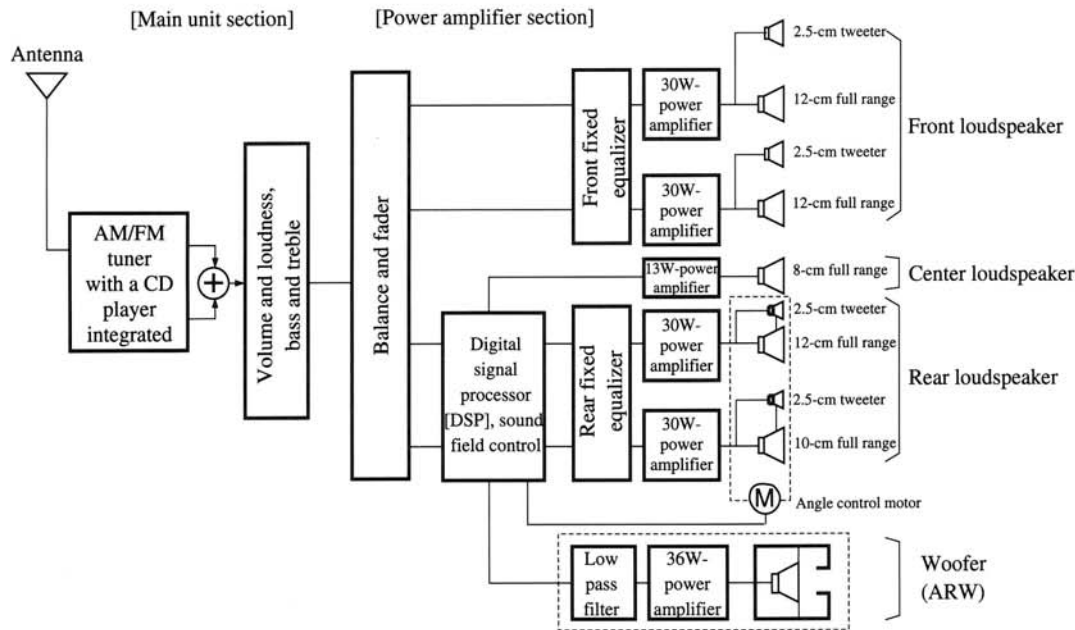 [Main unit section]
[Power amplifier section]
Antenna
AM/FM
tuner
with a CD
player
integrated
+
Volume and loudness,
bass and treble
Balance and fader
Front fixed
equalizer
30W-
power
amplifier
2.5-cm tweeter
12-cm full range
30W-
power
amplifier
2.5-cm tweeter
12-cm full range
Front loudspeaker
13W-power
amplifier
8-cm full range
Center loudspeaker
Digital
signal
processor
[DSP], sound
field control
Rear fixed
equalizer
30W-
power
amplifier
2.5-cm tweeter
12-cm full range
30W-
power
amplifier
2.5-cm tweeter
10-cm full range
Rear loudspeaker
M
Angle control motor
Low
pass
filter
36W-
power
amplifier
Woofer
(ARW)